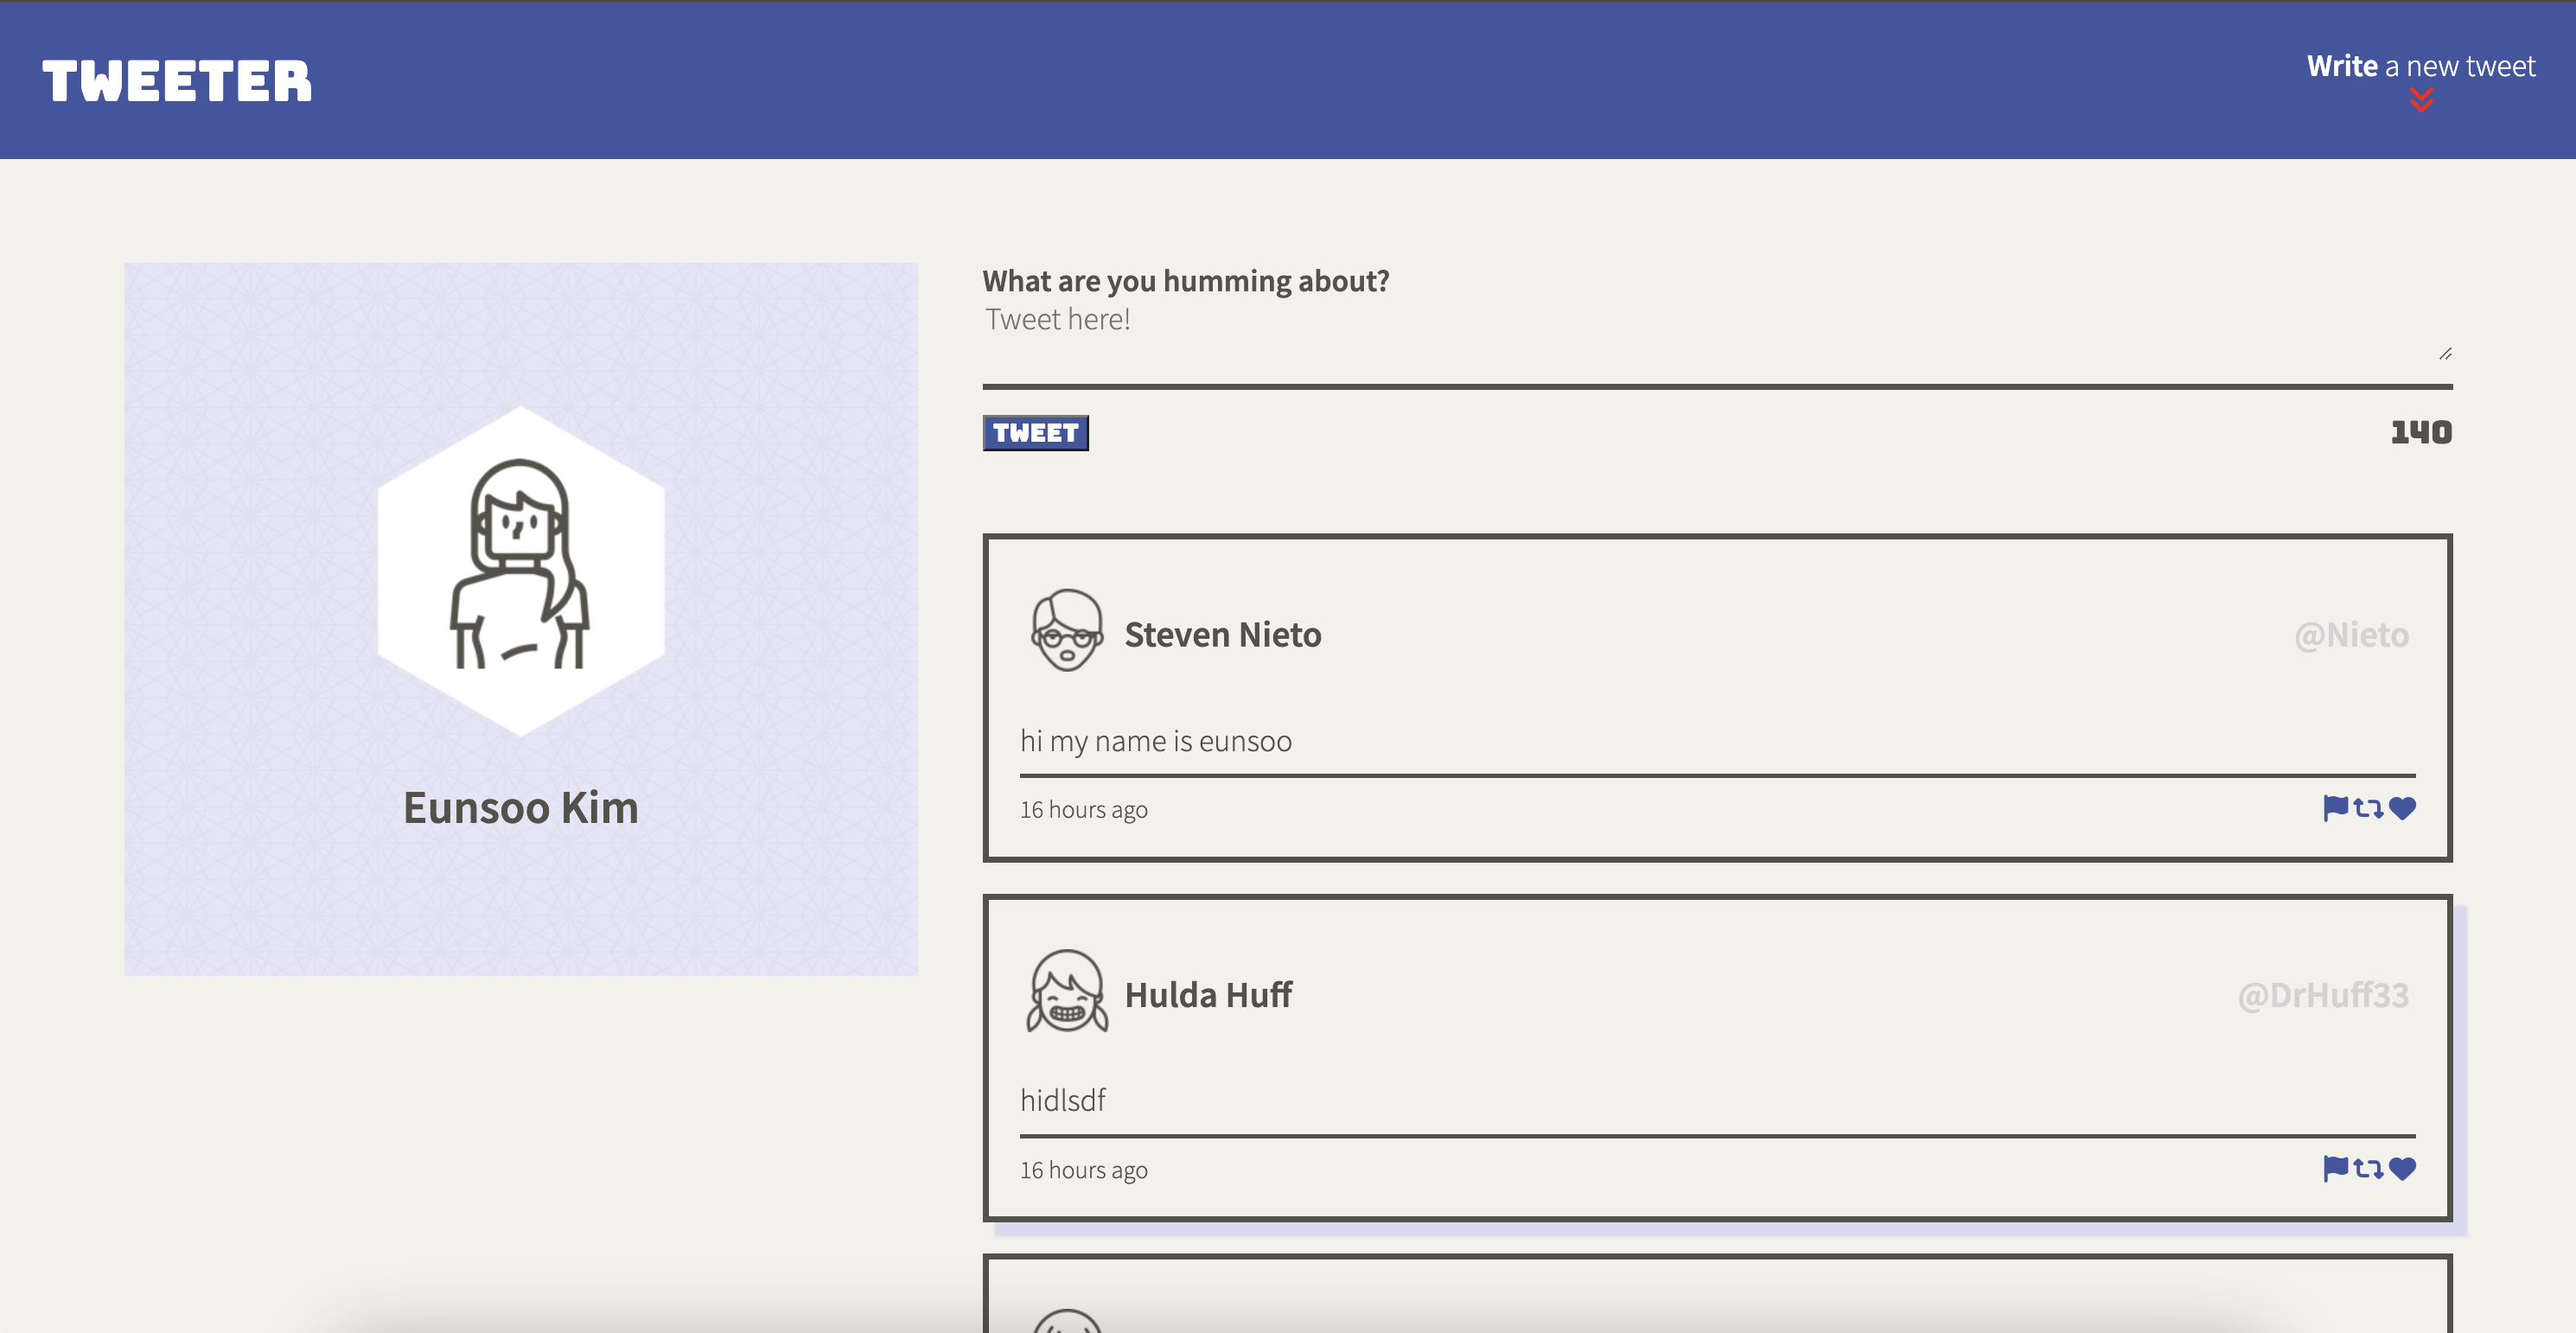 TWEETER
Write a new tweet
Eunsoo Kim
What are you humming about?
Tweet here!
TWEET
140
Steven Nieto
@Nieto
hi my name is eunsoo
16 hours ago
Hulda Huff
@DrHuff33
hidlsdf
16 hours ago